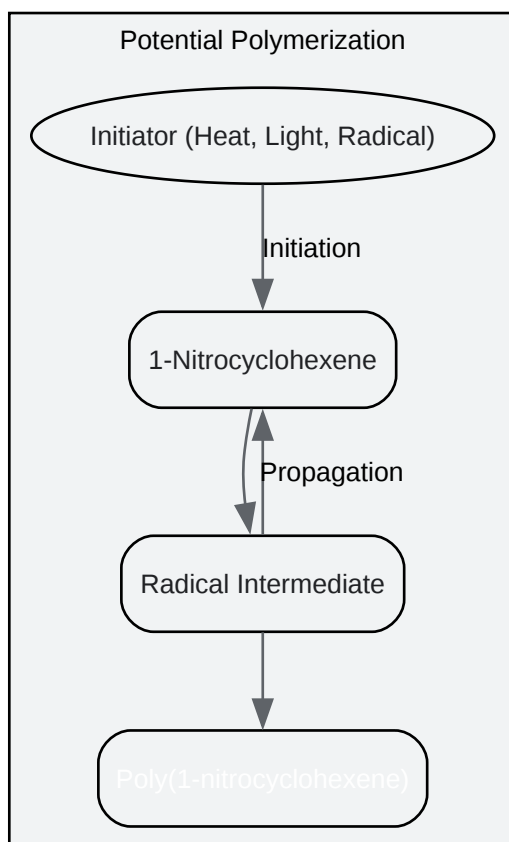 Potential Polymerization
Initiator (Heat, Light, Radical)
Initiation
1-Nitrocyclohexene
Propagation
Radical Intermediate
Poly(1-nitrocyclohexene)